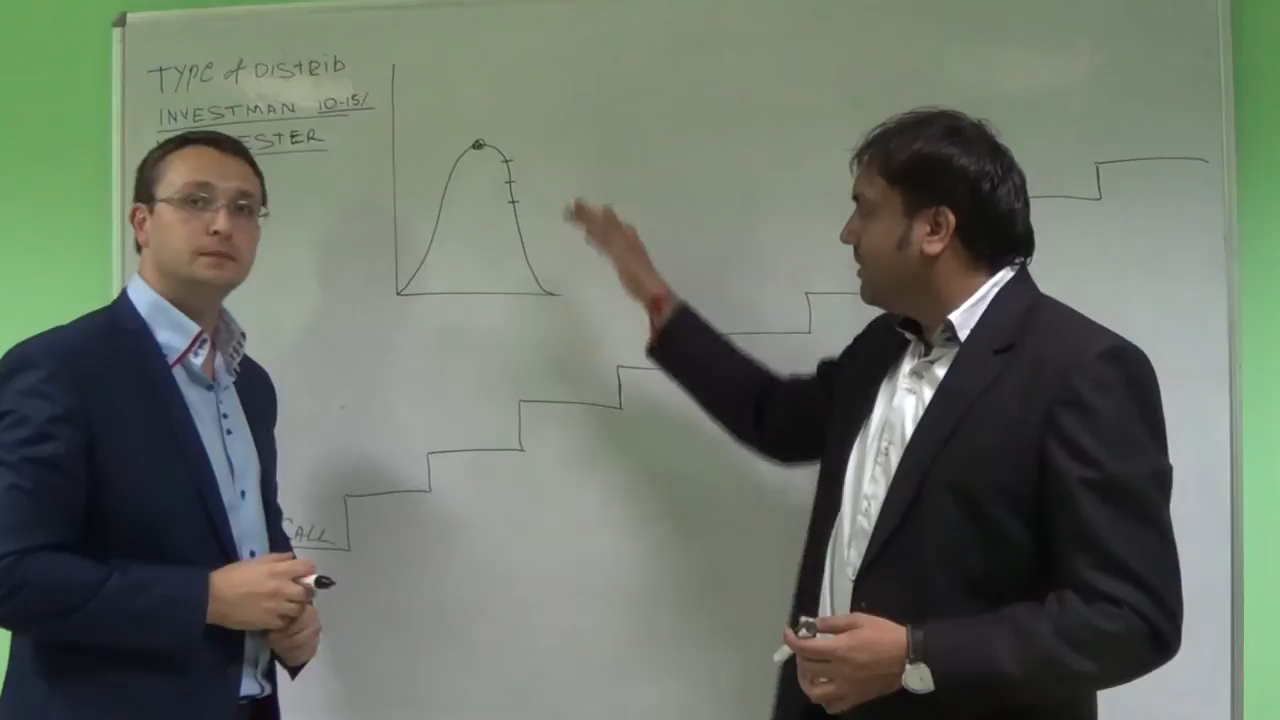 TYPE of DISTRIB
INVESTMAN 10-15/
ESTER
CALL